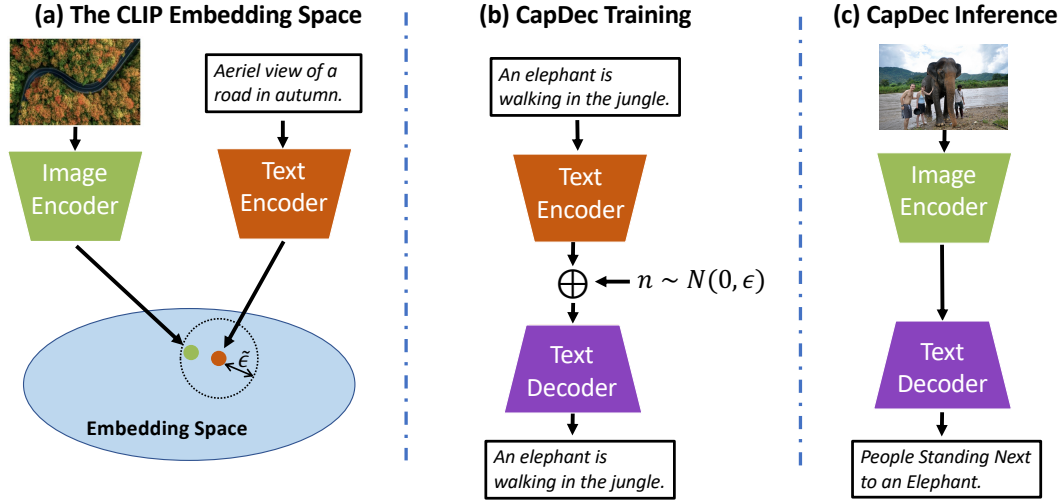 (a) The CLIP Embedding Space
Aeriel view of a
road in autumn.
Image
Encoder
Text
Encoder
ϵ̃
Embedding Space
(b) CapDec Training
An elephant is
walking in the jungle.
Text
Encoder
n ~ N(0, ϵ)
Text
Decoder
An elephant is
walking in the jungle.
(c) CapDec Inference
Image
Encoder
Text
Decoder
People Standing Next
to an Elephant.